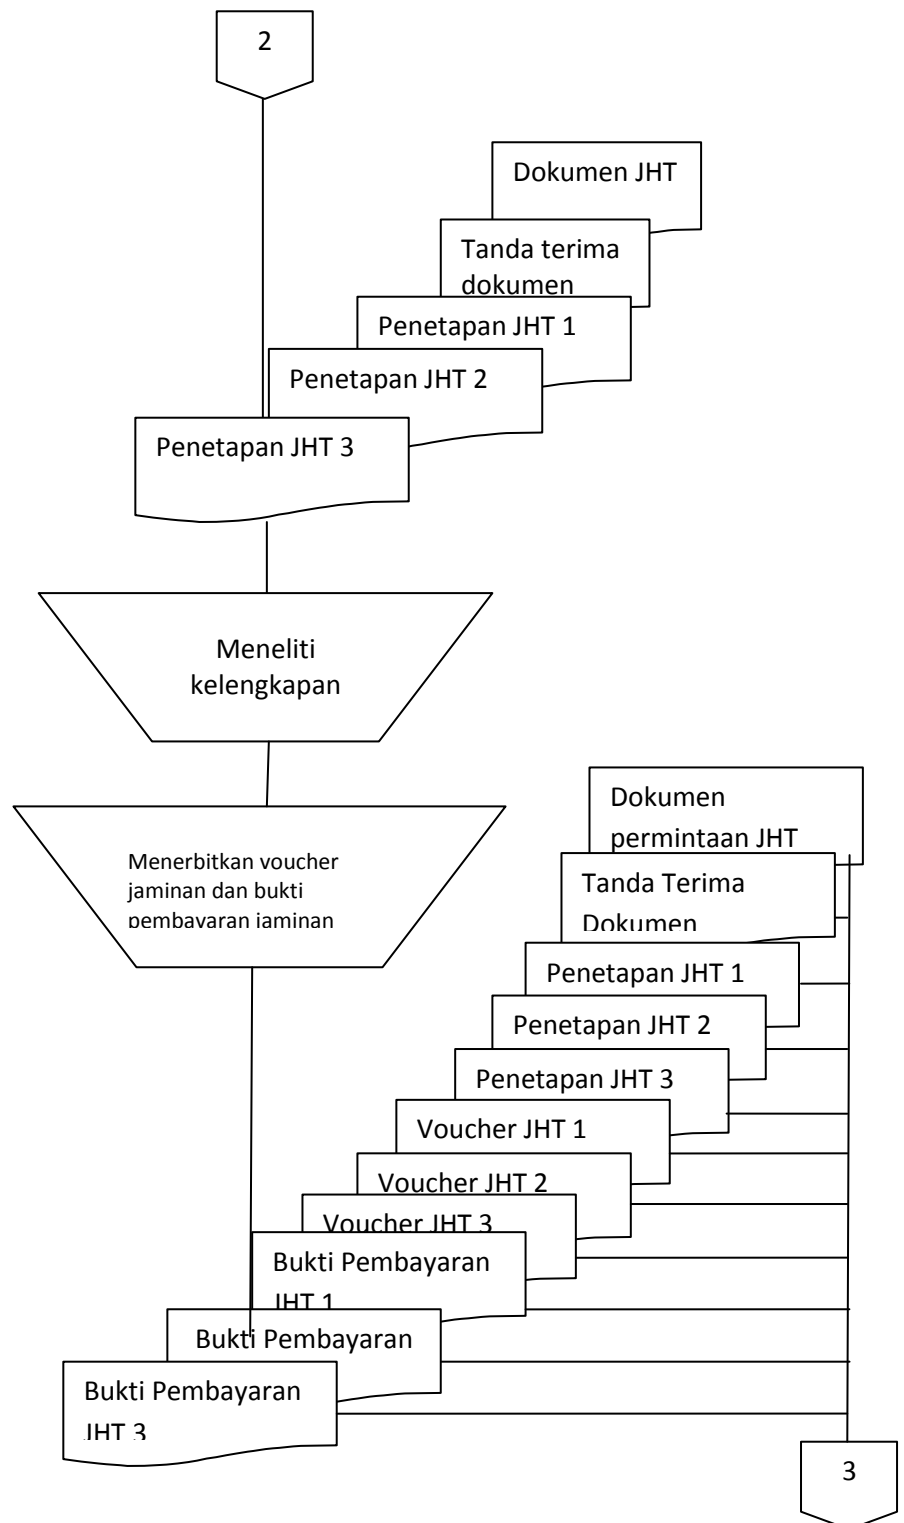 2
Dokumen JHT
Tanda terima
dokumen
Penetapan JHT 1
Penetapan JHT 2
Penetapan JHT 3
Meneliti
kelengkapan
Menerbitkan voucher
jaminan dan bukti
pembayaran jaminan
Dokumen
permintaan JHT
Tanda Terima
Dokumen
Penetapan JHT 1
Penetapan JHT 2
Penetapan JHT 3
Voucher JHT 1
Voucher JHT 2
Voucher JHT 3
Bukti Pembayaran
JHT 1
Bukti Pembayaran
Bukti Pembayaran
JHT 3
3